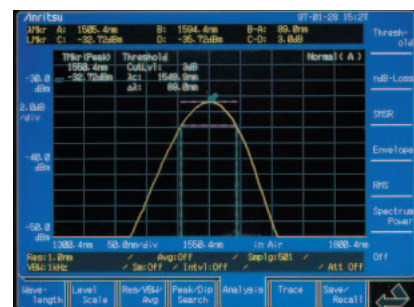 Anritsu 97-01-28 15:27
λMkr A: 1505.4nm B: 1594.4nm B-A: 89.0nm
LMkr C: -32.72dBm D: -35.72dBm C-D: 3.0dB
TMkr(Peak) Threshold Normal(A)
1550.4nm CutLvl: 3dB
-32.72dBm λc: 1549.9nm
Δλ: 89.0nm
-30.0
dBm
2.0dB
/div
-40.0
dBm
-50.0
dBm
1300.4nm 50.0nm/div 1550.4nm in Air 1800.4nm
Res:1.0nm / Avg:Off / Smplg:501 /
VBW:1kHz / Sm:Off / Intvl:Off / / Att Off
Thresh-
old
ndB-Loss
SMSR
Envelope
RMS
Spectrum
Power
Off
Wave-
length
Level
Scale
Res/VBW/
Avg
Peak/Dip
Search
Analysis
Trace
Save/
Recall